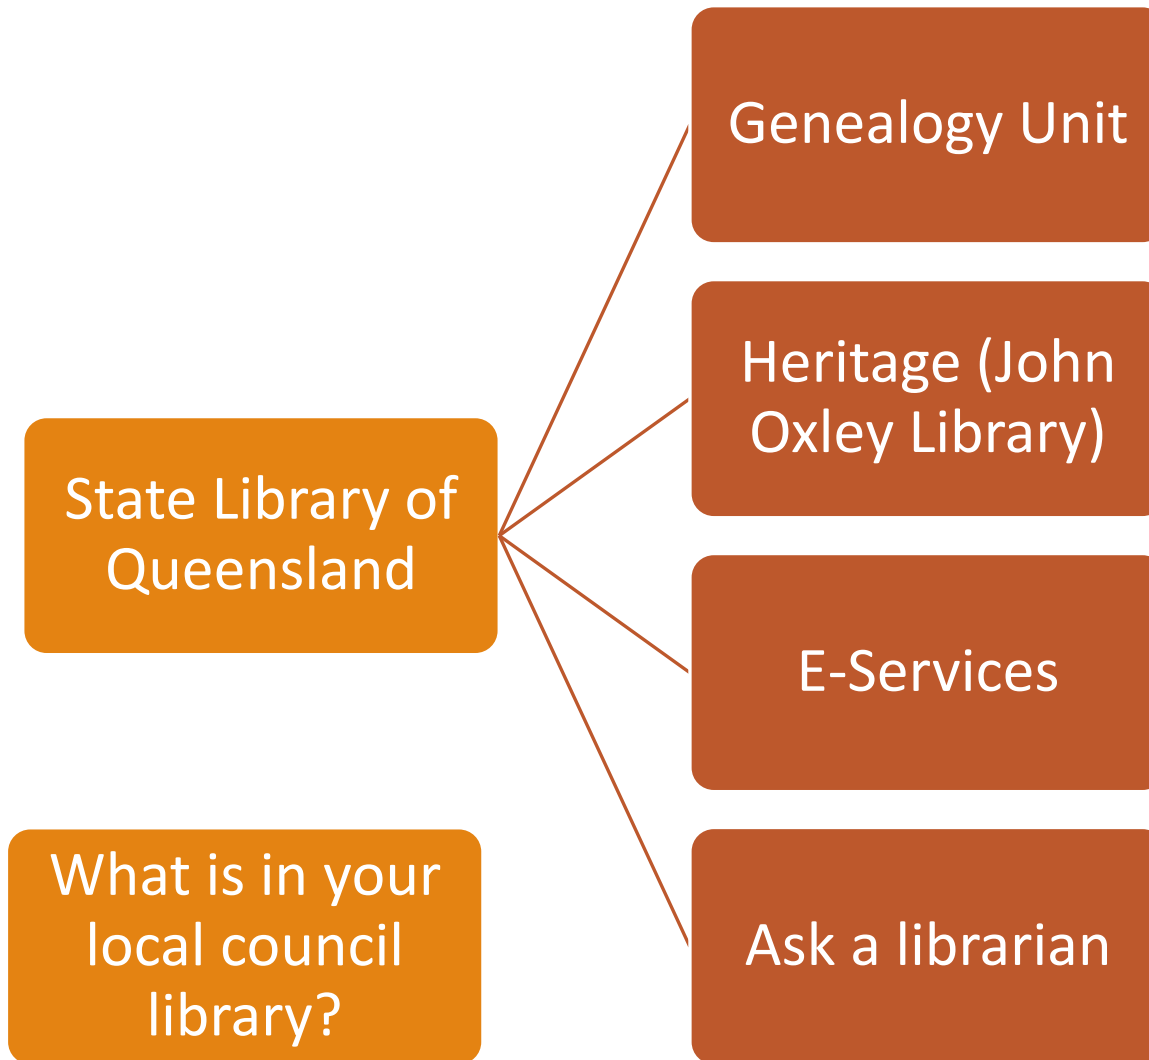 State Library of
Queensland
Genealogy Unit
Heritage (John
Oxley Library)
E-Services
Ask a librarian
What is in your
local council
library?